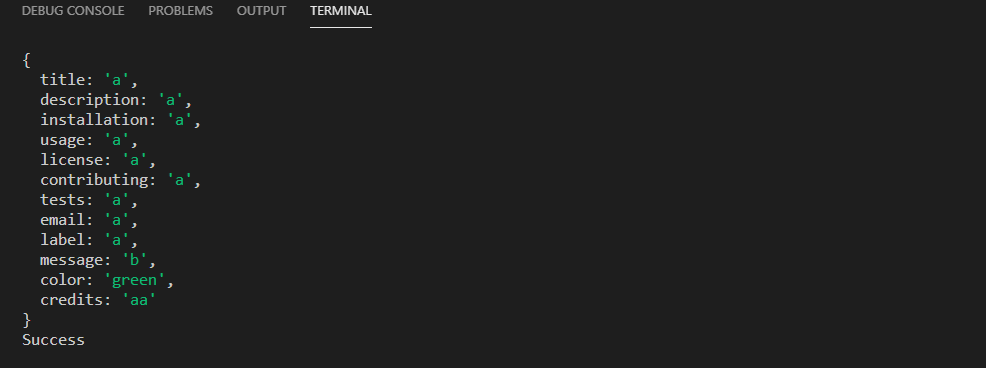 DEBUG CONSOLE PROBLEMS OUTPUT TERMINAL
{
  title: 'a',
  description: 'a',
  installation: 'a',
  usage: 'a',
  license: 'a',
  contributing: 'a',
  tests: 'a',
  email: 'a',
  label: 'a',
  message: 'b',
  color: 'green',
  credits: 'aa'
}
Success